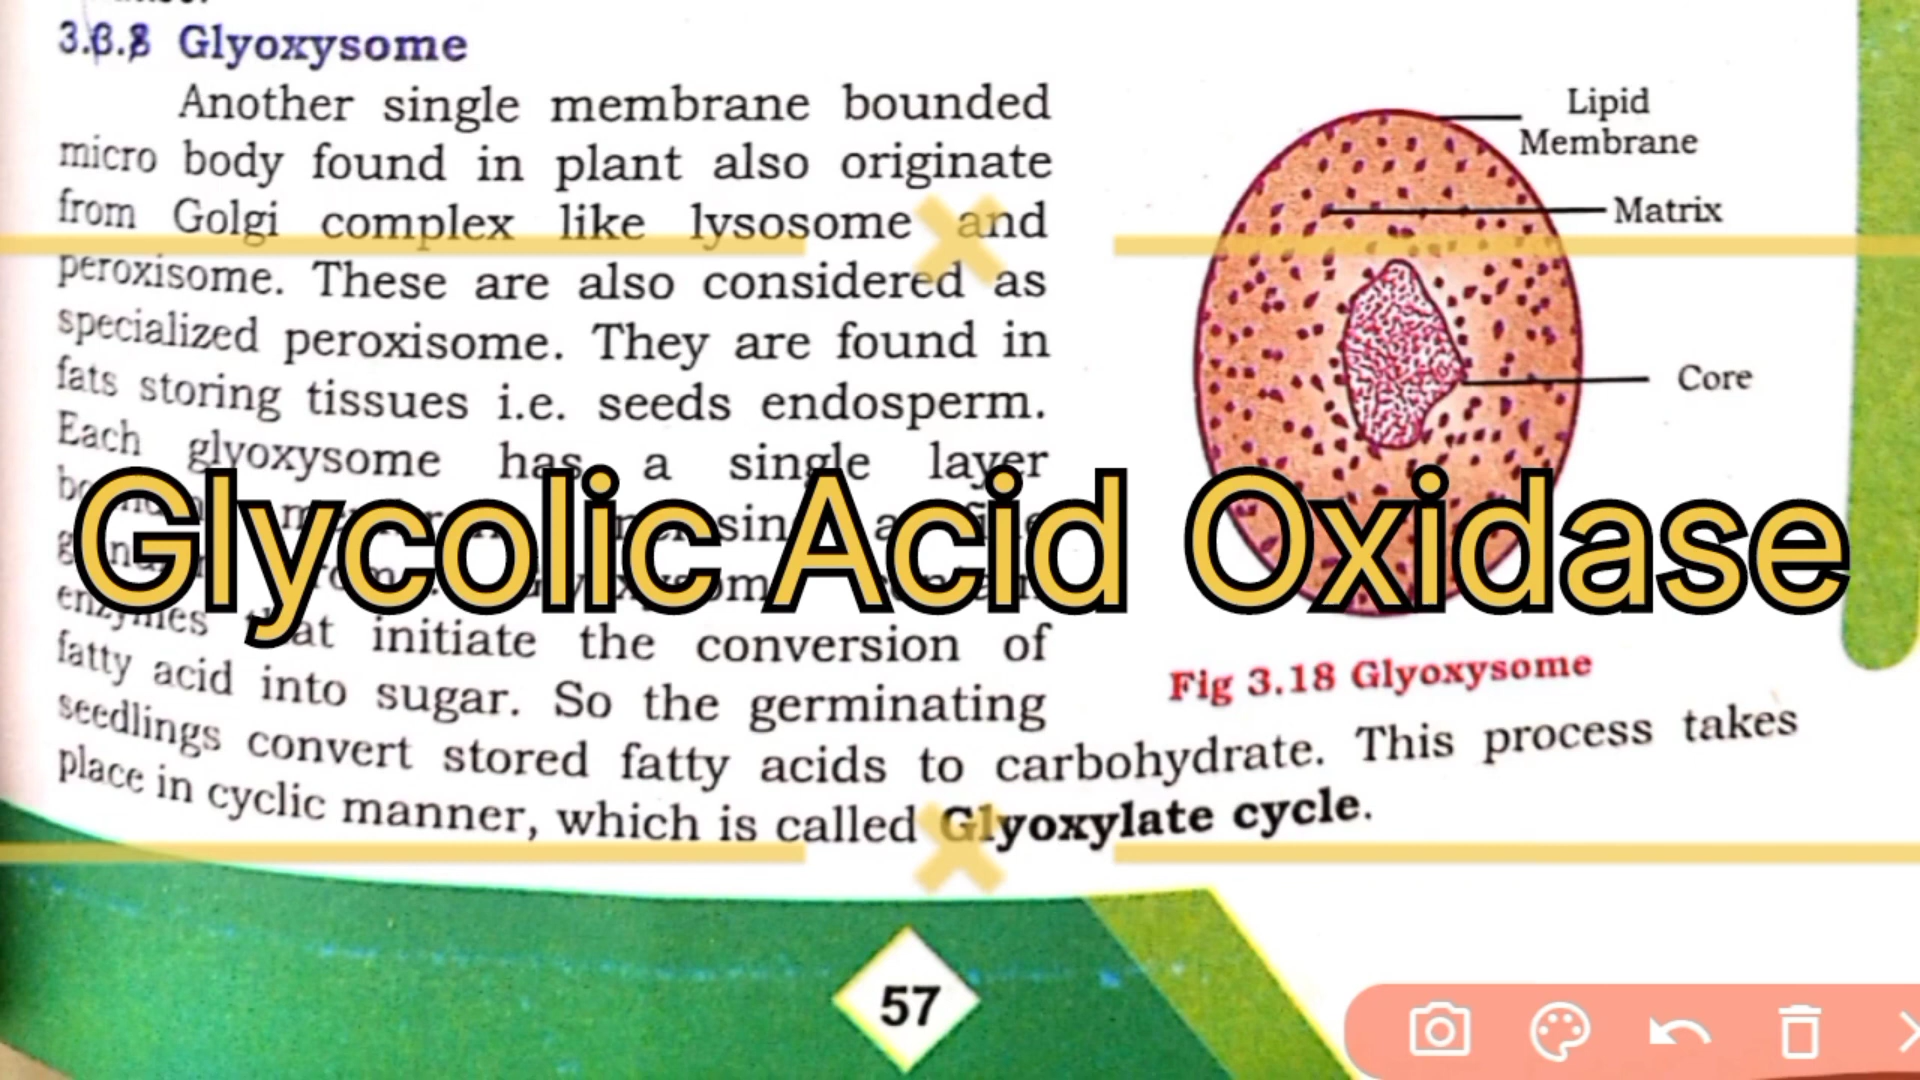 3.6.8 Glyoxysome
Another single membrane bounded
micro body found in plant also originate
from Golgi complex like lysosome and
peroxisome. These are also considered as
specialized peroxisome. They are found in
fats storing tissues i.e. seeds endosperm.
Each glyoxysome has a single layer
enzymes that initiate the conversion of
fatty acid into sugar. So the germinating
seedlings convert stored fatty acids to carbohydrate. This process takes
place in cyclic manner, which is called Glyoxylate cycle.
Lipid
Membrane
Matrix
Core
Fig 3.18 Glyoxysome
Glycolic Acid Oxidase
57